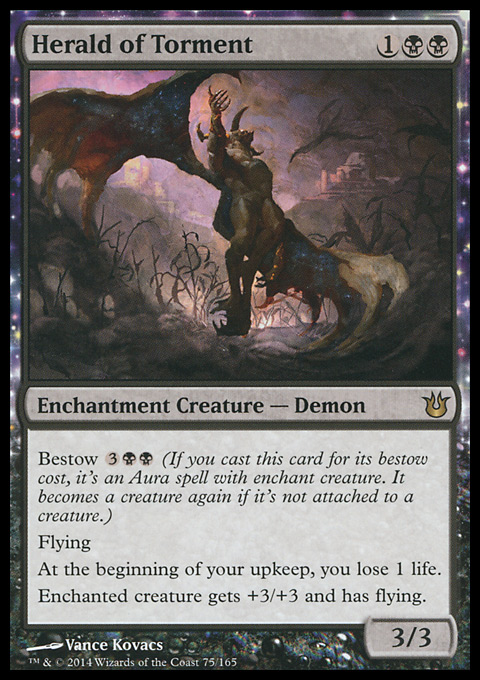 Herald of Torment 1
Enchantment Creature — Demon
Bestow 3 (If you cast this card for its bestow
cost, it's an Aura spell with enchant creature. It
becomes a creature again if it's not attached to a
creature.)
Flying
At the beginning of your upkeep, you lose 1 life.
Enchanted creature gets +3/+3 and has flying.
Vance Kovacs
3/3
™ & © 2014 Wizards of the Coast 75/165